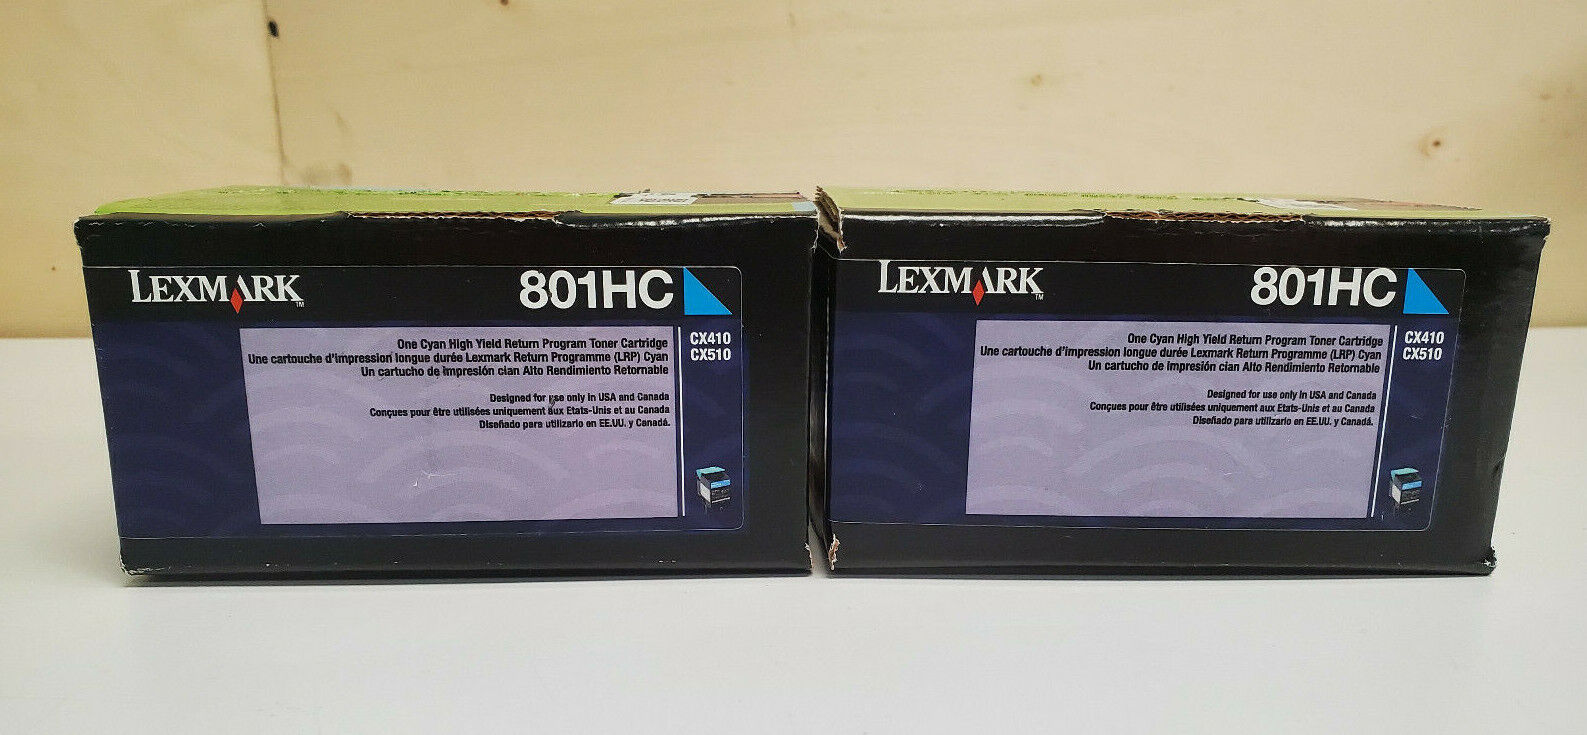 LEXMARK™
801HC
One Cyan High Yield Return Program Toner Cartridge
Une cartouche d'impression longue durée Lexmark Return Programme (LRP) Cyan
Un cartucho de impresión cian Alto Rendimiento Retornable
Designed for use only in USA and Canada
Conçues pour être utilisées uniquement aux Etats-Unis et au Canada
Diseñado para utilizarlo en EE.UU. y Canadá.
CX410
CX510
LEXMARK™
801HC
One Cyan High Yield Return Program Toner Cartridge
Une cartouche d'impression longue durée Lexmark Return Programme (LRP) Cyan
Un cartucho de impresión cian Alto Rendimiento Retornable
Designed for use only in USA and Canada
Conçues pour être utilisées uniquement aux Etats-Unis et au Canada
Diseñado para utilizarlo en EE.UU. y Canadá.
CX410
CX510